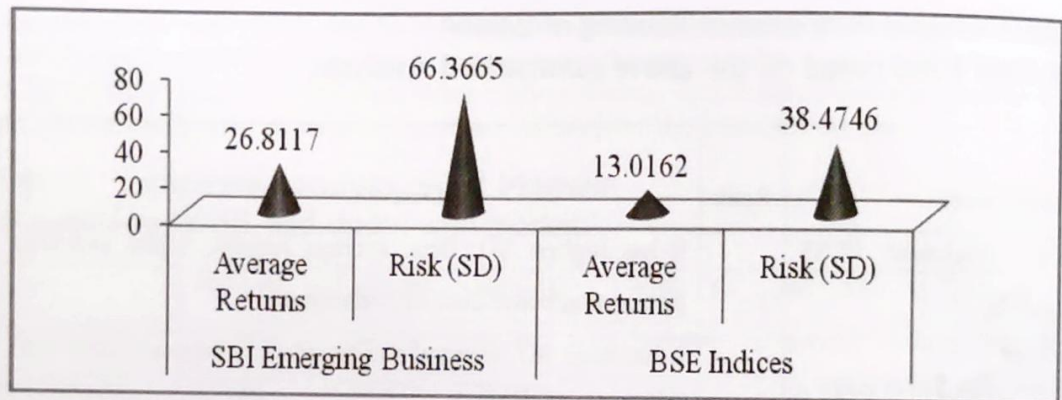 80
60
40
20
0
26.8117
66.3665
13.0162
38.4746
Average
Returns
Risk (SD)
Average
Returns
Risk (SD)
SBI Emerging Business
BSE Indices